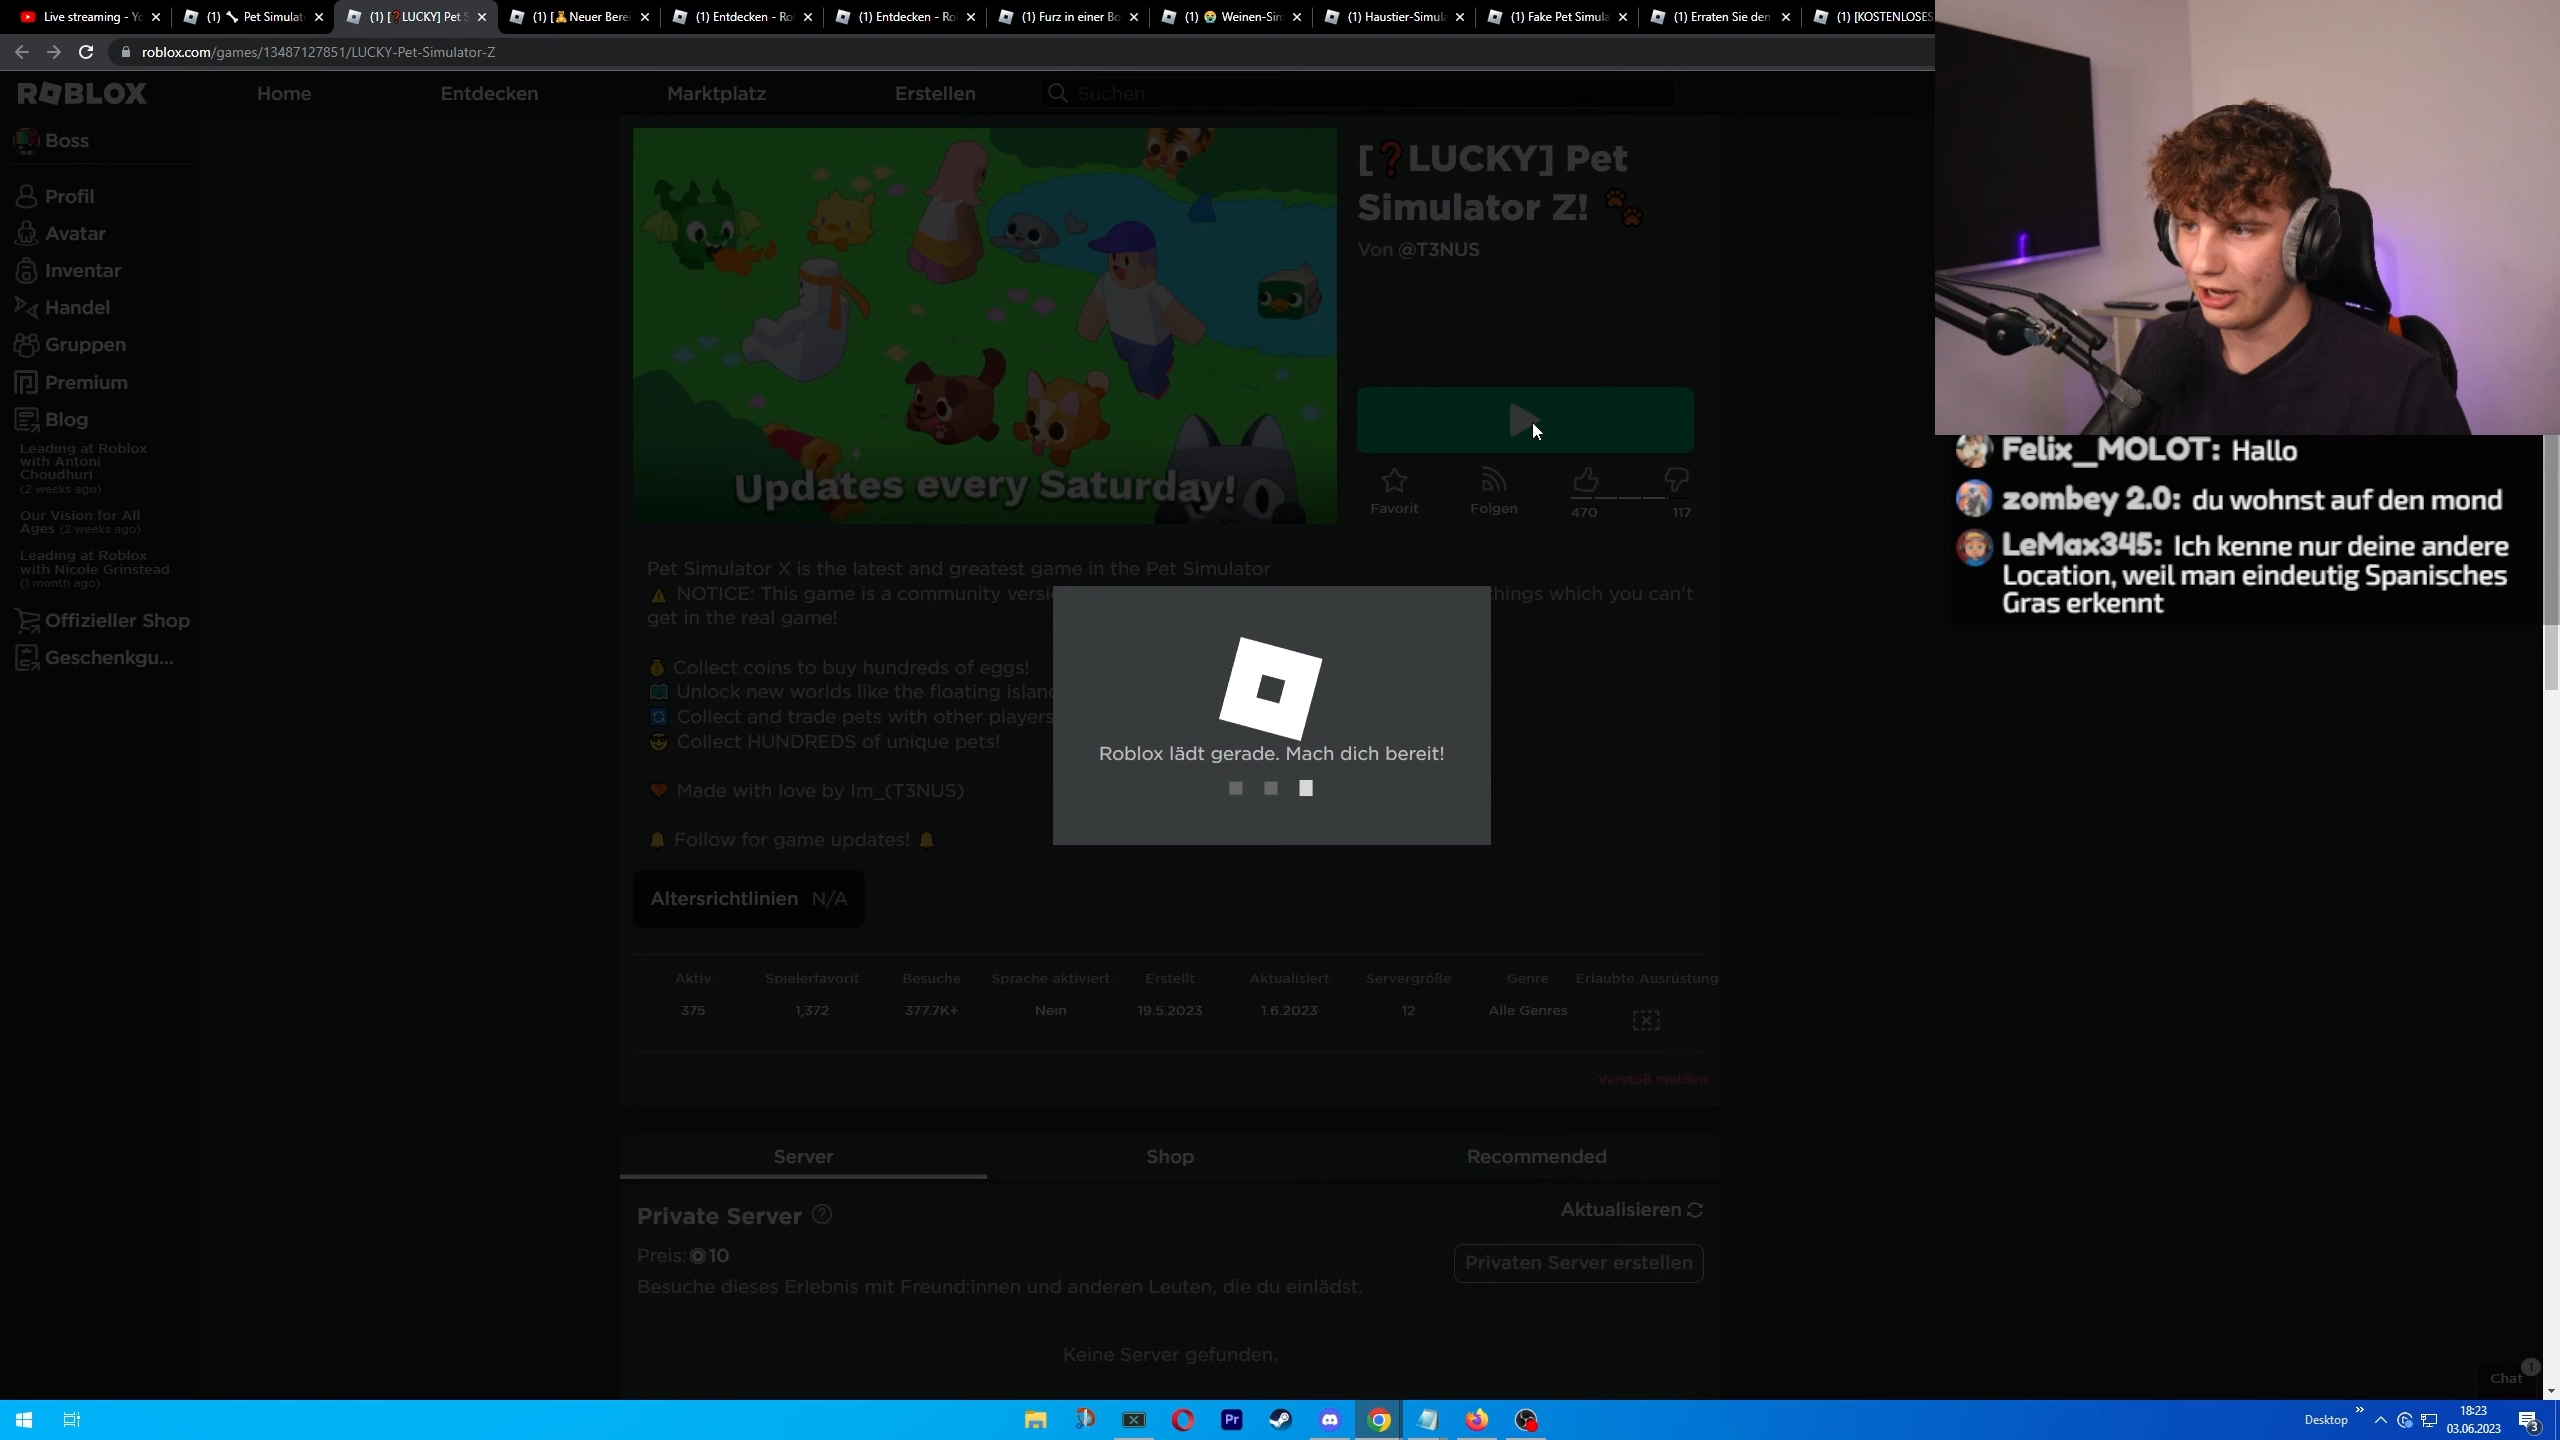 Live streaming - Yo
(1) 🔧 Pet Simulat
(1) [❓LUCKY] Pet S
(1) [🧸Neuer Berei
(1) Entdecken - Ro
(1) Entdecken - Ro
(1) Furz in einer Bo
(1) 😭 Weinen-Sim
(1) Haustier-Simula
(1) Fake Pet Simula
(1) Erraten Sie den
(1) [KOSTENLOSES
roblox.com/games/13487127851/LUCKY-Pet-Simulator-Z
ROBLOX
Home
Entdecken
Marktplatz
Erstellen
Suchen
Boss
Profil
Avatar
Inventar
Handel
Gruppen
Premium
Blog
Leading at Roblox
with Antoni
Choudhuri
(2 weeks ago)
Our Vision for All
Ages (2 weeks ago)
Leading at Roblox
with Nicole Grinstead
(1 month ago)
Offizieller Shop
Geschenkgu...
Updates every Saturday!
[❓LUCKY] Pet
Simulator Z! 🐾
Von @T3NUS
Favorit
Folgen
470
117
Pet Simulator X is the latest and greatest game in the Pet Simulator
⚠️ NOTICE: This game is a community versi
things which you can't
get in the real game!
💰 Collect coins to buy hundreds of eggs!
🗺️ Unlock new worlds like the floating islan
🔄 Collect and trade pets with other players
😎 Collect HUNDREDS of unique pets!
❤️ Made with love by Im_(T3NUS)
🔔 Follow for game updates! 🔔
Roblox lädt gerade. Mach dich bereit!
Altersrichtlinien N/A
Aktiv
Spielerfavorit
Besuche
Sprache aktiviert
Erstellt
Aktualisiert
Servergröße
Genre
Erlaubte Ausrüstung
375
1,372
377.7K+
Nein
19.5.2023
1.6.2023
12
Alle Genres
Verstoß melden
Server
Shop
Recommended
Private Server
Aktualisieren
Preis: 10
Privaten Server erstellen
Besuche dieses Erlebnis mit Freund:innen und anderen Leuten, die du einlädst.
Keine Server gefunden.
Felix_MOLOT: Hallo
zombey 2.0: du wohnst auf den mond
LeMax345: Ich kenne nur deine andere
Location, weil man eindeutig Spanisches
Gras erkennt
Chat
1
Pr
Desktop
18:23
03.06.2023
3